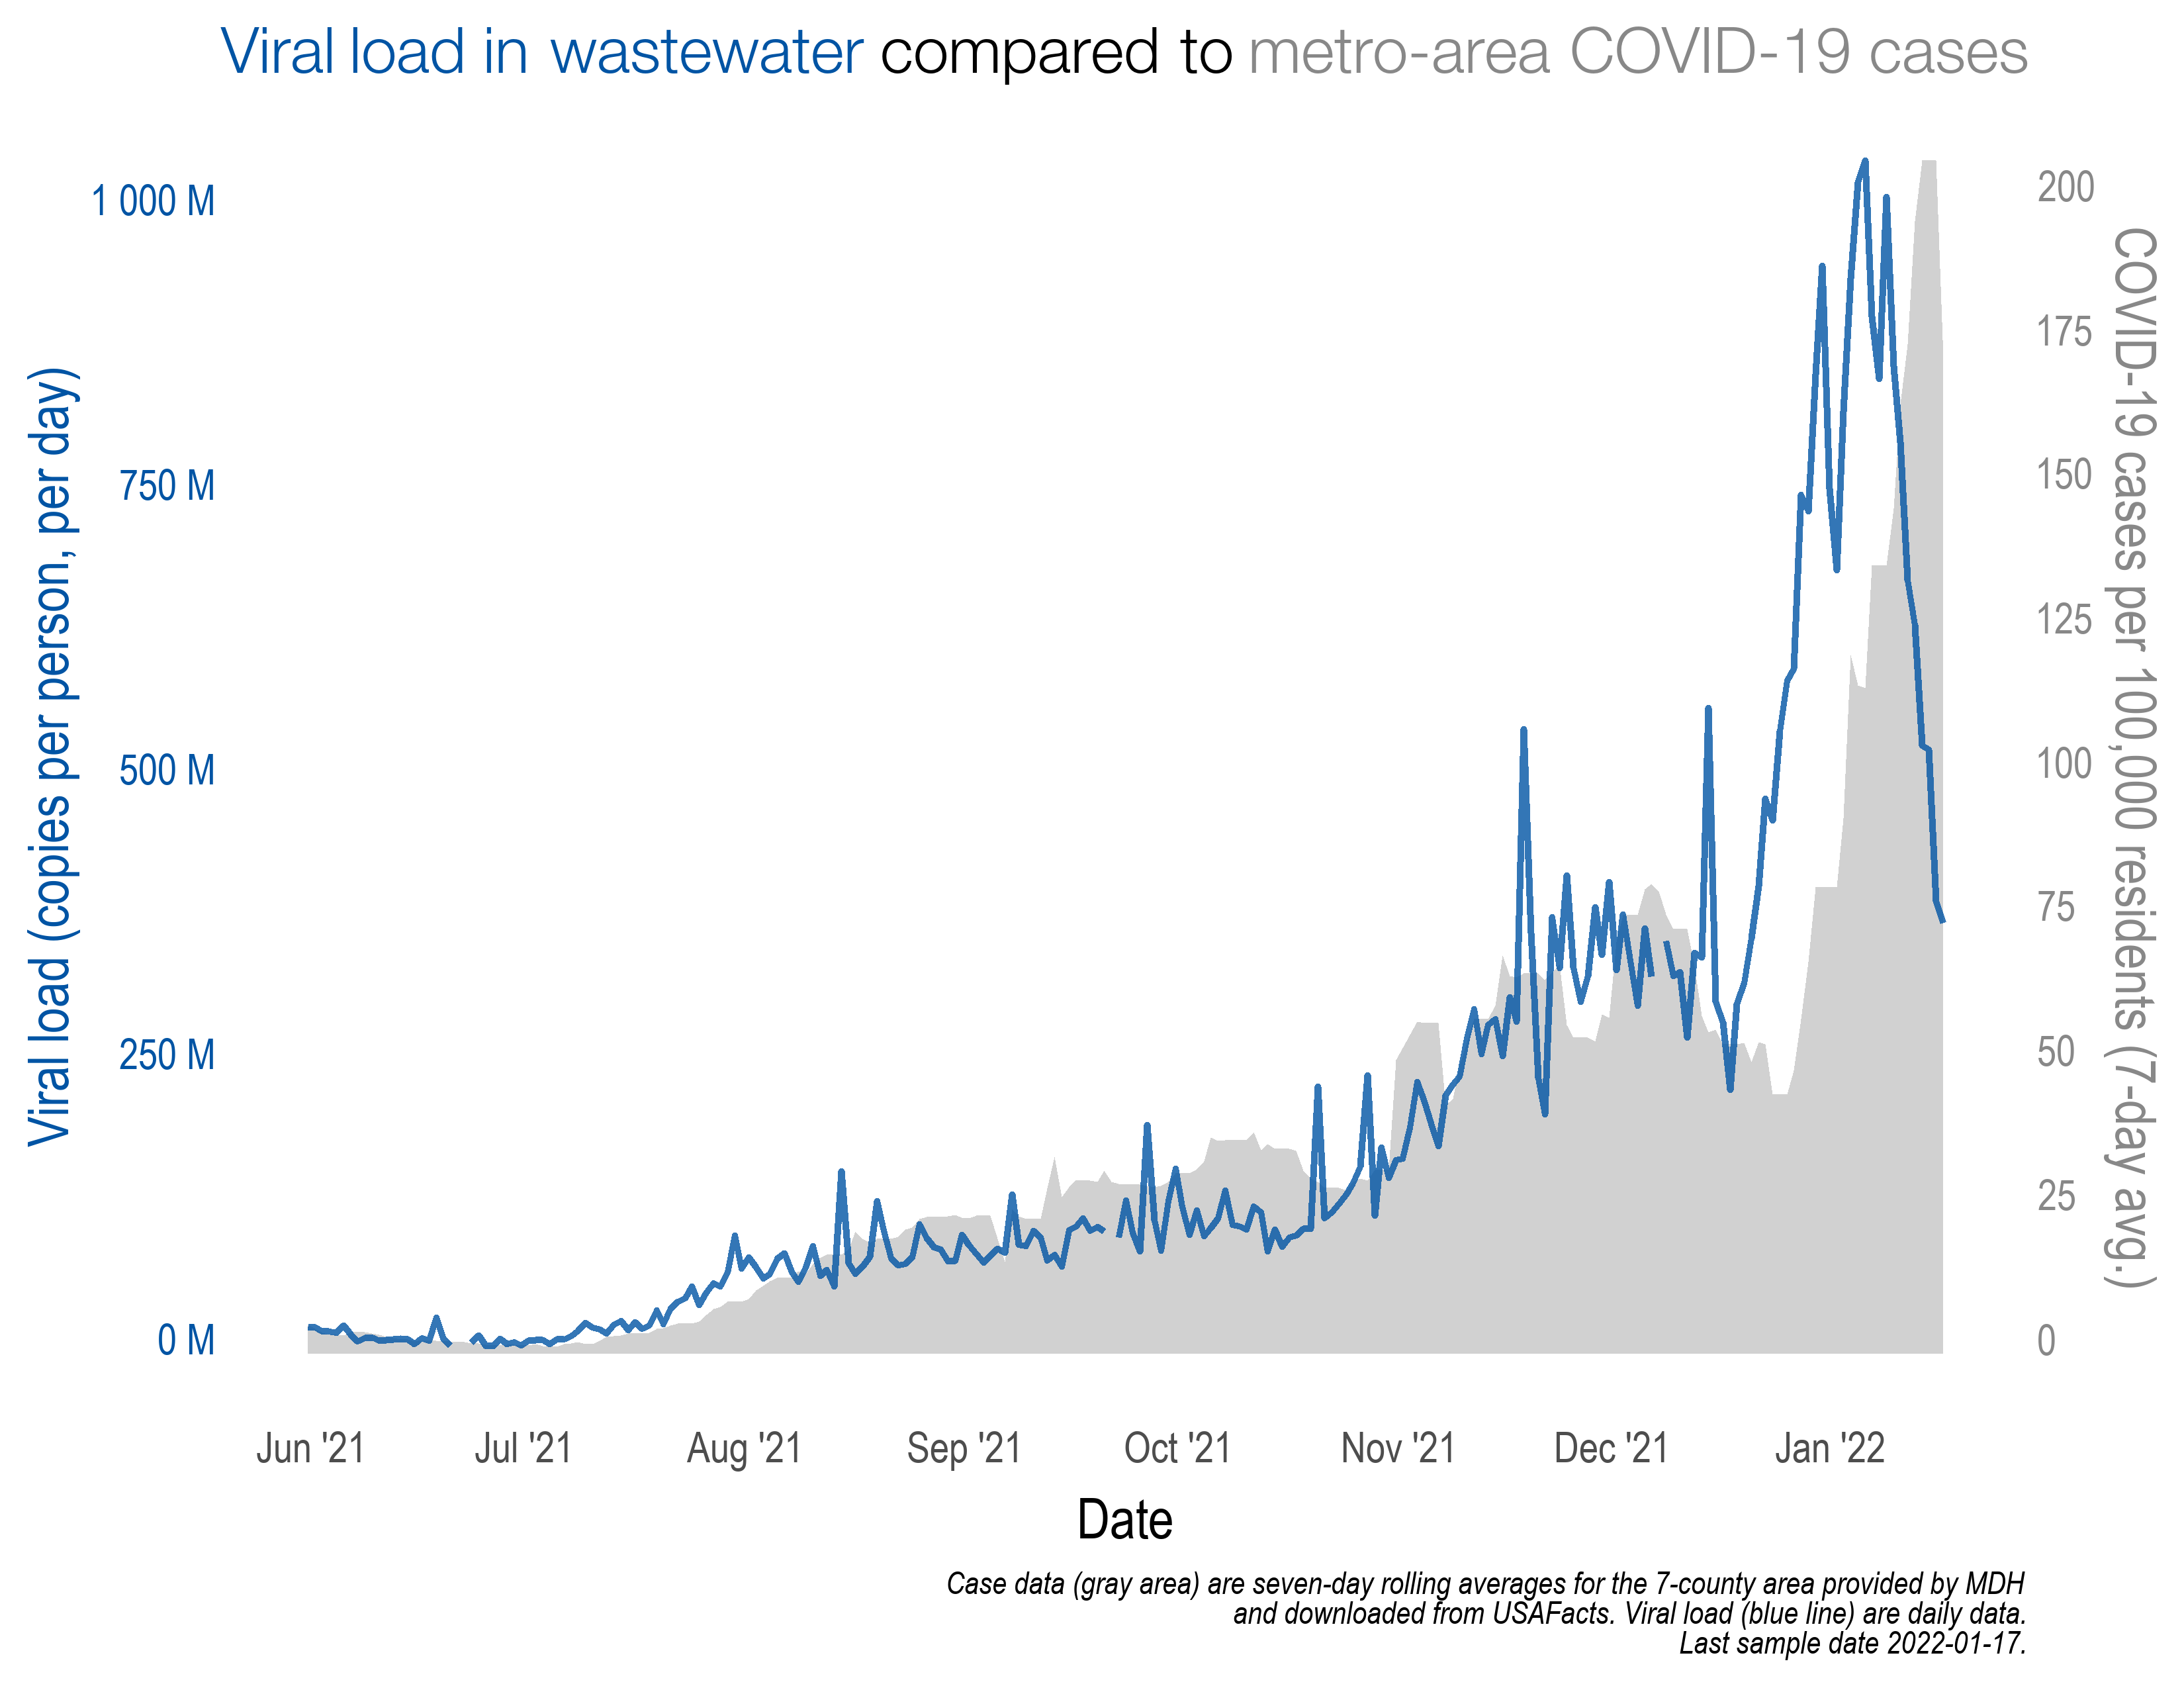 Viral load in wastewater compared to metro-area COVID-19 cases
Viral load (copies per person, per day)
1 000 M
750 M
500 M
250 M
0 M
200
175
150
125
100
75
50
25
0
COVID-19 cases per 100,000 residents (7-day avg.)
Jun '21 Jul '21 Aug '21 Sep '21 Oct '21 Nov '21 Dec '21 Jan '22
Date
Case data (gray area) are seven-day rolling averages for the 7-county area provided by MDH
and downloaded from USAFacts. Viral load (blue line) are daily data.
Last sample date 2022-01-17.